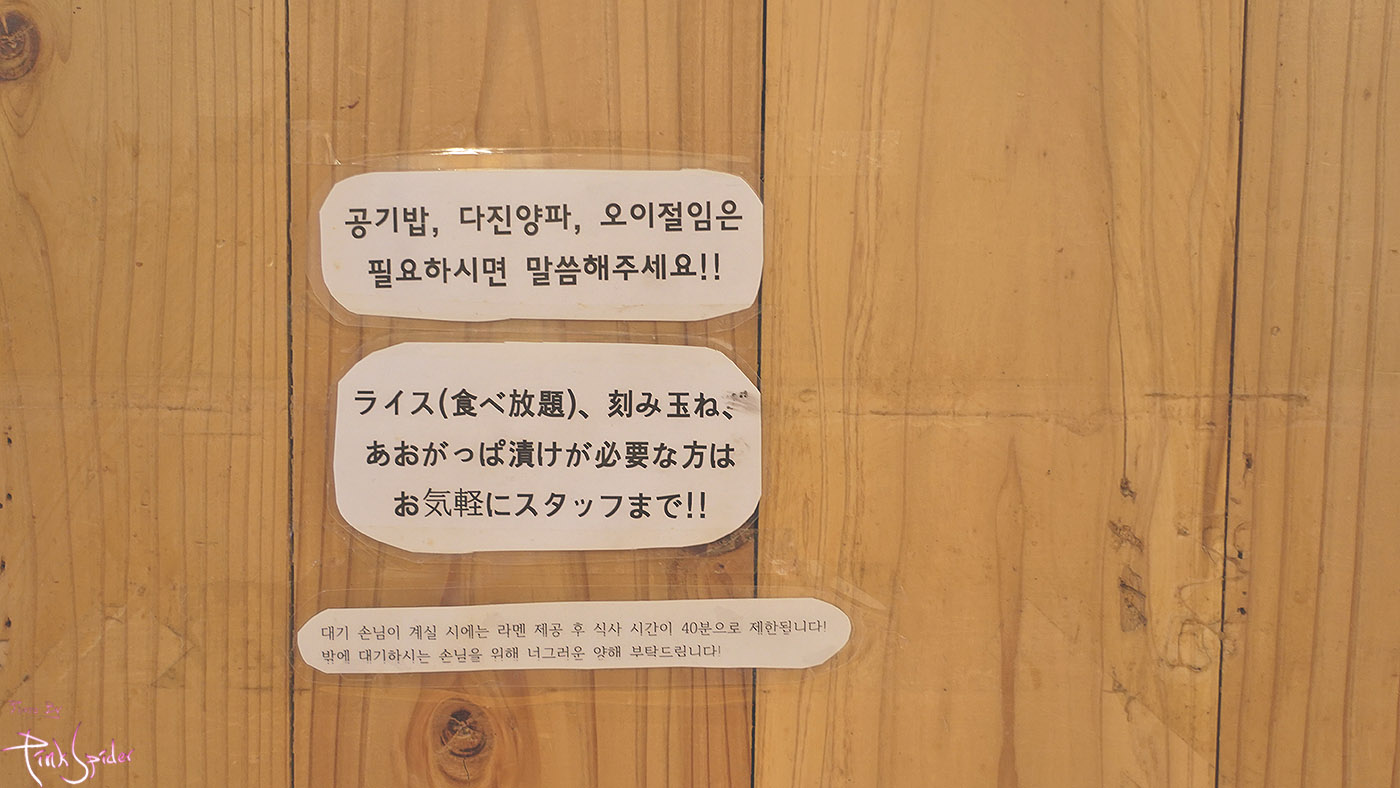 공기밥, 다진양파, 오이절임은
필요하시면 말씀해주세요!!
ライス(食べ放題)、刻み玉ね、
あおがっぱ漬けが必要な方は
お気軽にスタッフまで!!
대기 손님이 계실 시에는 라멘 제공 후 식사 시간이 40분으로 제한됩니다!
밖에 대기하시는 손님을 위해 너그러운 양해 부탁드립니다!
Pink Spider